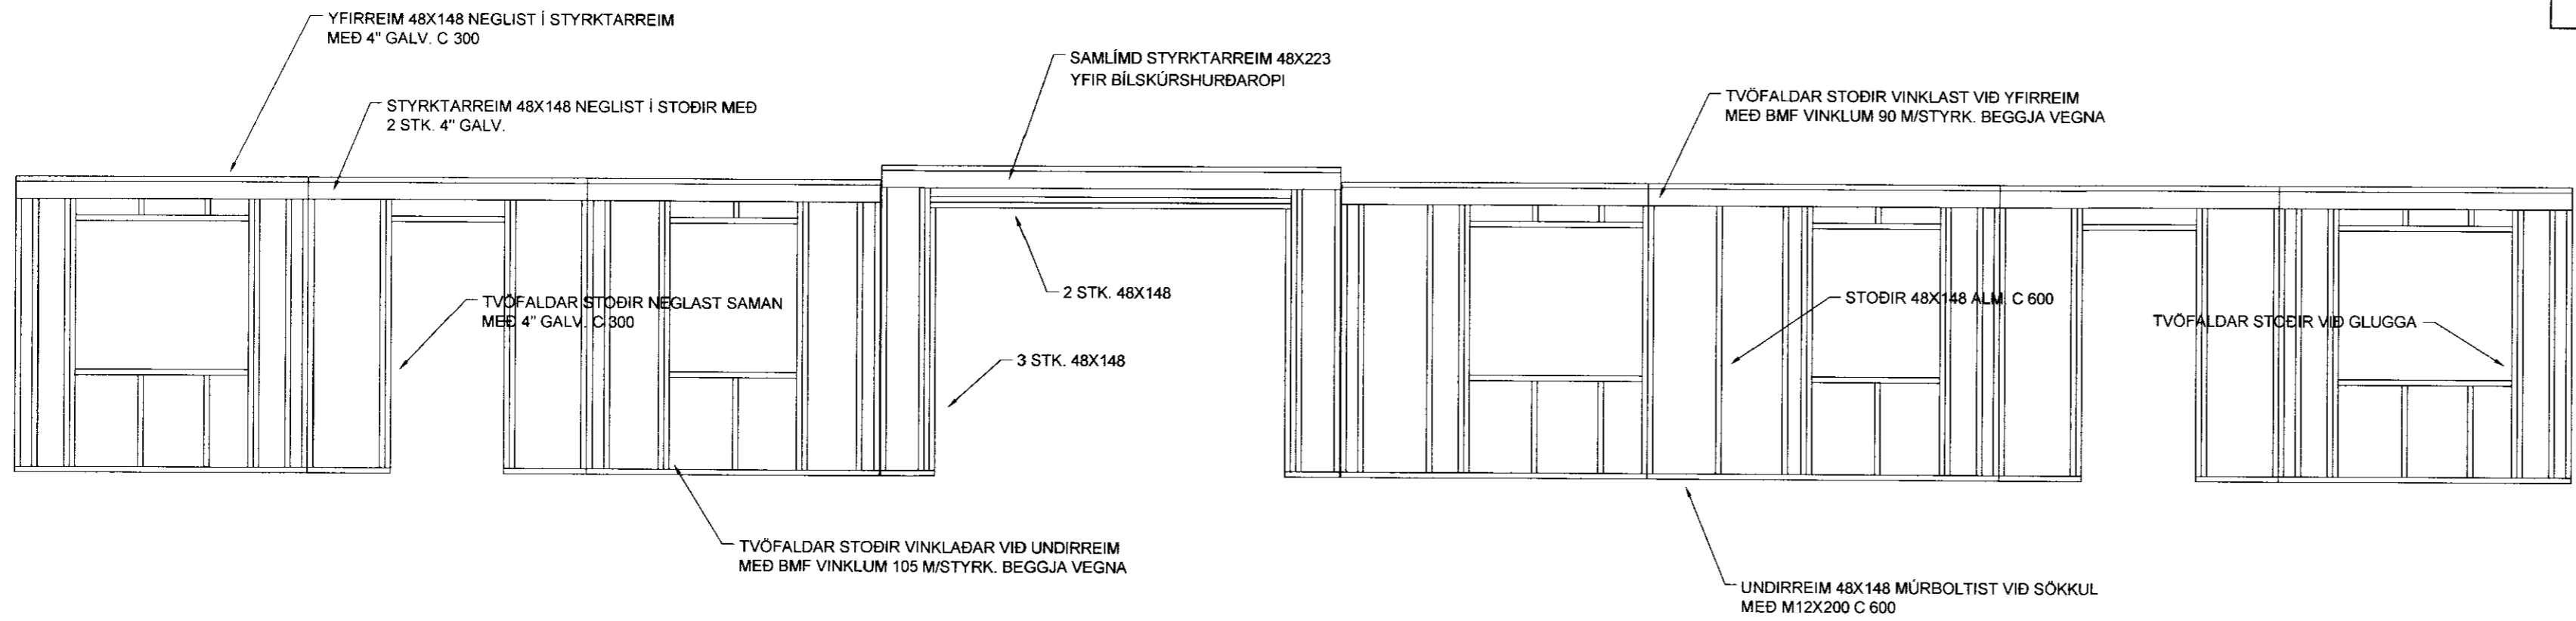 YFIRREIM 48X148 NEGLIST Í STYRKTARREIM
MEÐ 4" GALV. C 300
STYRKTARREIM 48X148 NEGLIST Í STOÐIR MEÐ
2 STK. 4" GALV.
SAMLÍMD STYRKTARREIM 48X223
YFIR BÍLSKÚRSHURÐAROPI
TVÖFALDAR STOÐIR VINKLAST VIÐ YFIRREIM
MEÐ BMF VINKLUM 90 M/STYRK. BEGGJA VEGNA
TVÖFALDAR STOÐIR NEGLAST SAMAN
MEÐ 4" GALV. C 300
2 STK. 48X148
3 STK. 48X148
STOÐIR 48X148 ALM. C 600
TVÖFALDAR STOÐIR VIÐ GLUGGA
TVÖFALDAR STOÐIR VINKLAÐAR VIÐ UNDIRREIM
MEÐ BMF VINKLUM 105 M/STYRK. BEGGJA VEGNA
UNDIRREIM 48X148 MÚRBOLTIST VIÐ SÖKKUL
MEÐ M12X200 C 600